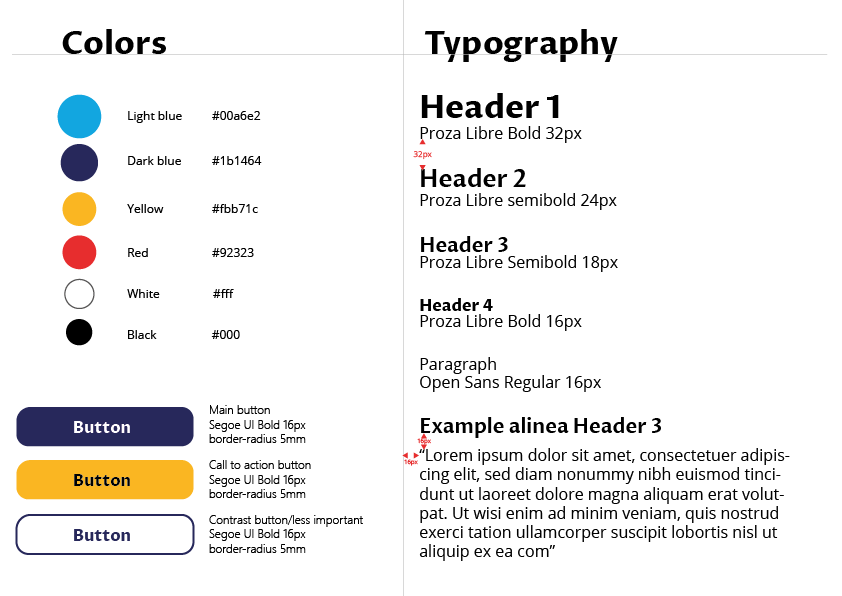 Colors
Light blue #00a6e2
Dark blue #1b1464
Yellow #fbb71c
Red #92323
White #fff
Black #000
Button
Main button
Segoe UI Bold 16px
border-radius 5mm
Button
Call to action button
Segoe UI Bold 16px
border-radius 5mm
Button
Contrast button/less important
Segoe UI Bold 16px
border-radius 5mm
Typography
Header 1
Proza Libre Bold 32px
32px
Header 2
Proza Libre semibold 24px
Header 3
Proza Libre Semibold 18px
Header 4
Proza Libre Bold 16px
Paragraph
Open Sans Regular 16px
Example alinea Header 3
16px
16px
“Lorem ipsum dolor sit amet, consectetuer adipis-
cing elit, sed diam nonummy nibh euismod tinci-
dunt ut laoreet dolore magna aliquam erat volut-
pat. Ut wisi enim ad minim veniam, quis nostrud
exerci tation ullamcorper suscipit lobortis nisl ut
aliquip ex ea com”